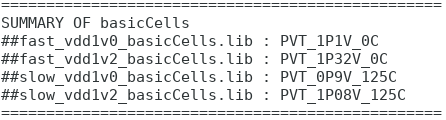 =================================================
SUMMARY OF basicCells
##fast_vdd1v0_basicCells.lib : PVT_1P1V_0C
##fast_vdd1v2_basicCells.lib : PVT_1P32V_0C
##slow_vdd1v0_basicCells.lib : PVT_0P9V_125C
##slow_vdd1v2_basicCells.lib : PVT_1P08V_125C
=================================================